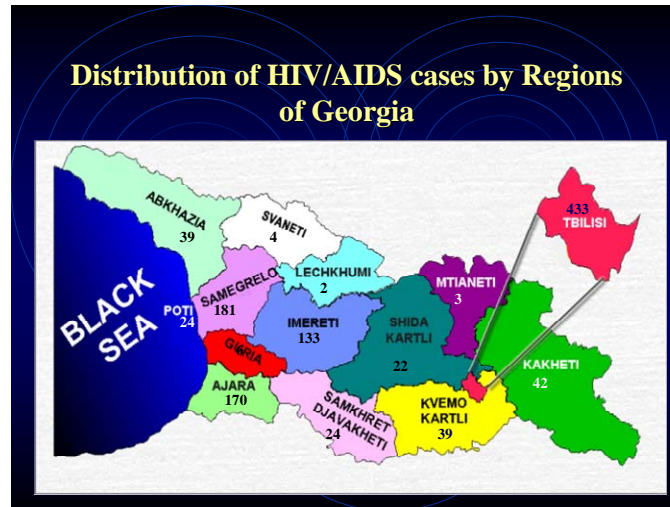 Distribution of HIV/AIDS cases by Regions
of Georgia
ABKHAZIA
39
SVANETI
4
LECHKHUMI
2
SAMEGRELO
181
POTI
24
BLACK
SEA
IMERETI
133
GURIA
6
AJARA
170
SAMKHRET
DJAVAKHETI
24
SHIDA
KARTLI
22
MTIANETI
3
KVEMO
KARTLI
39
KAKHETI
42
433
TBILISI